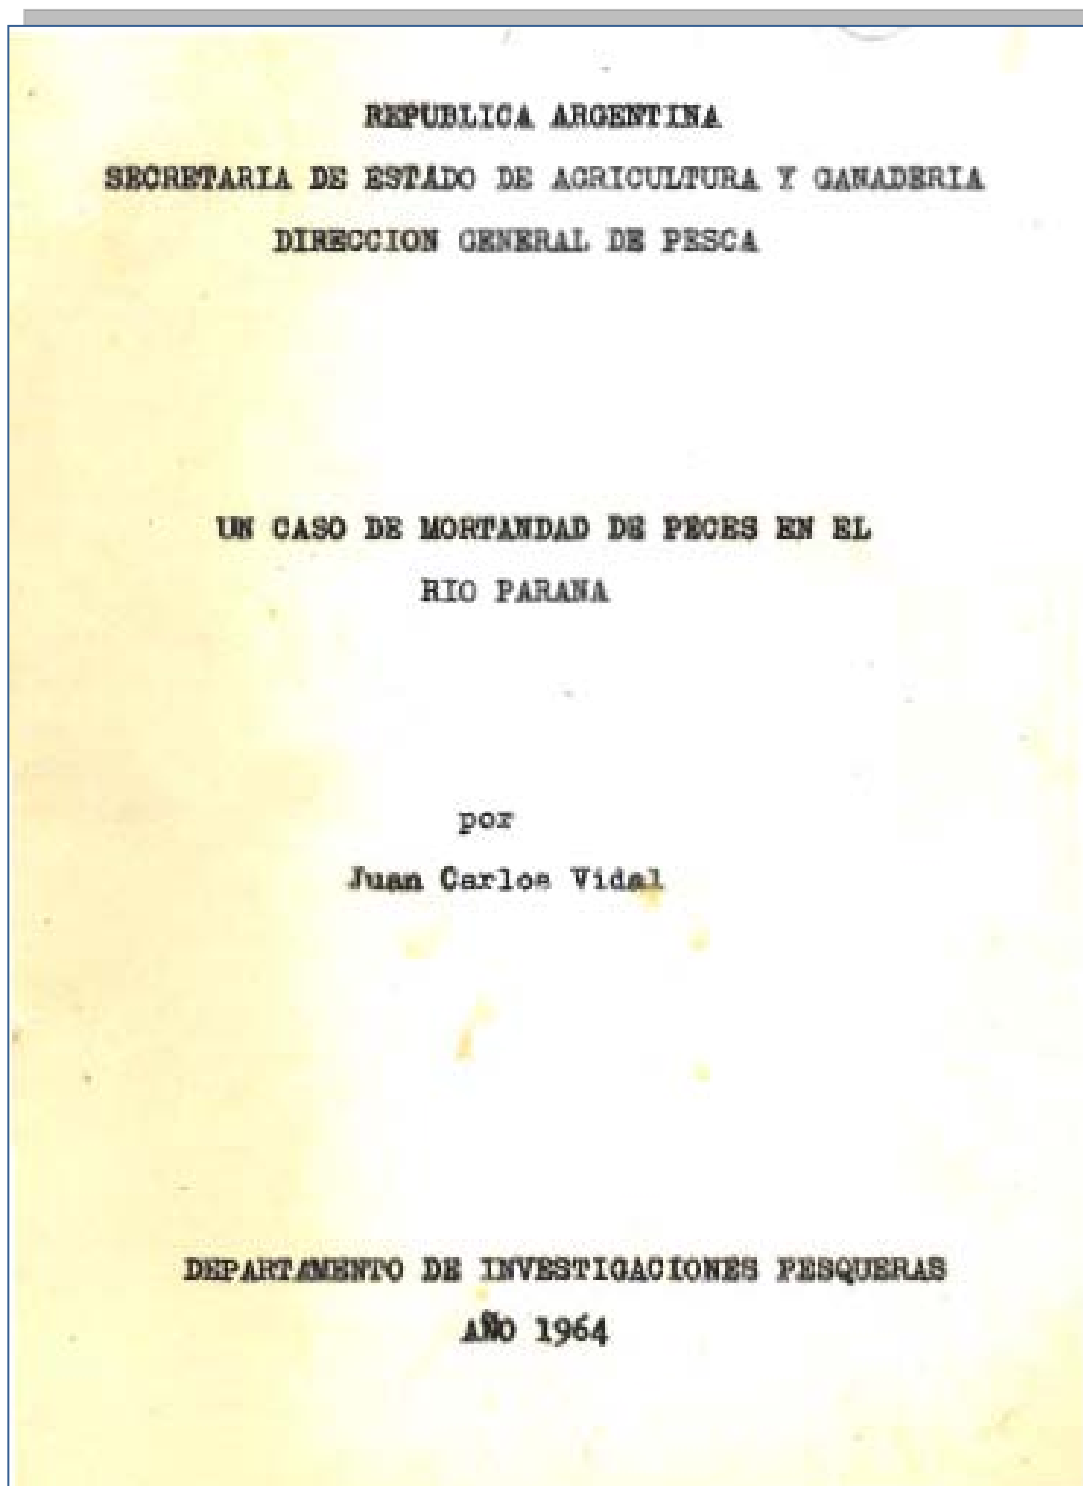 REPUBLICA ARGENTINA
SECRETARIA DE ESTADO DE AGRICULTURA Y GANADERIA
DIRECCION GENERAL DE PESCA
UN CASO DE MORTANDAD DE PECES EN EL
RIO PARANA
por
Juan Carlos Vidal
DEPARTAMENTO DE INVESTIGACIONES PESQUERAS
AÑO 1964